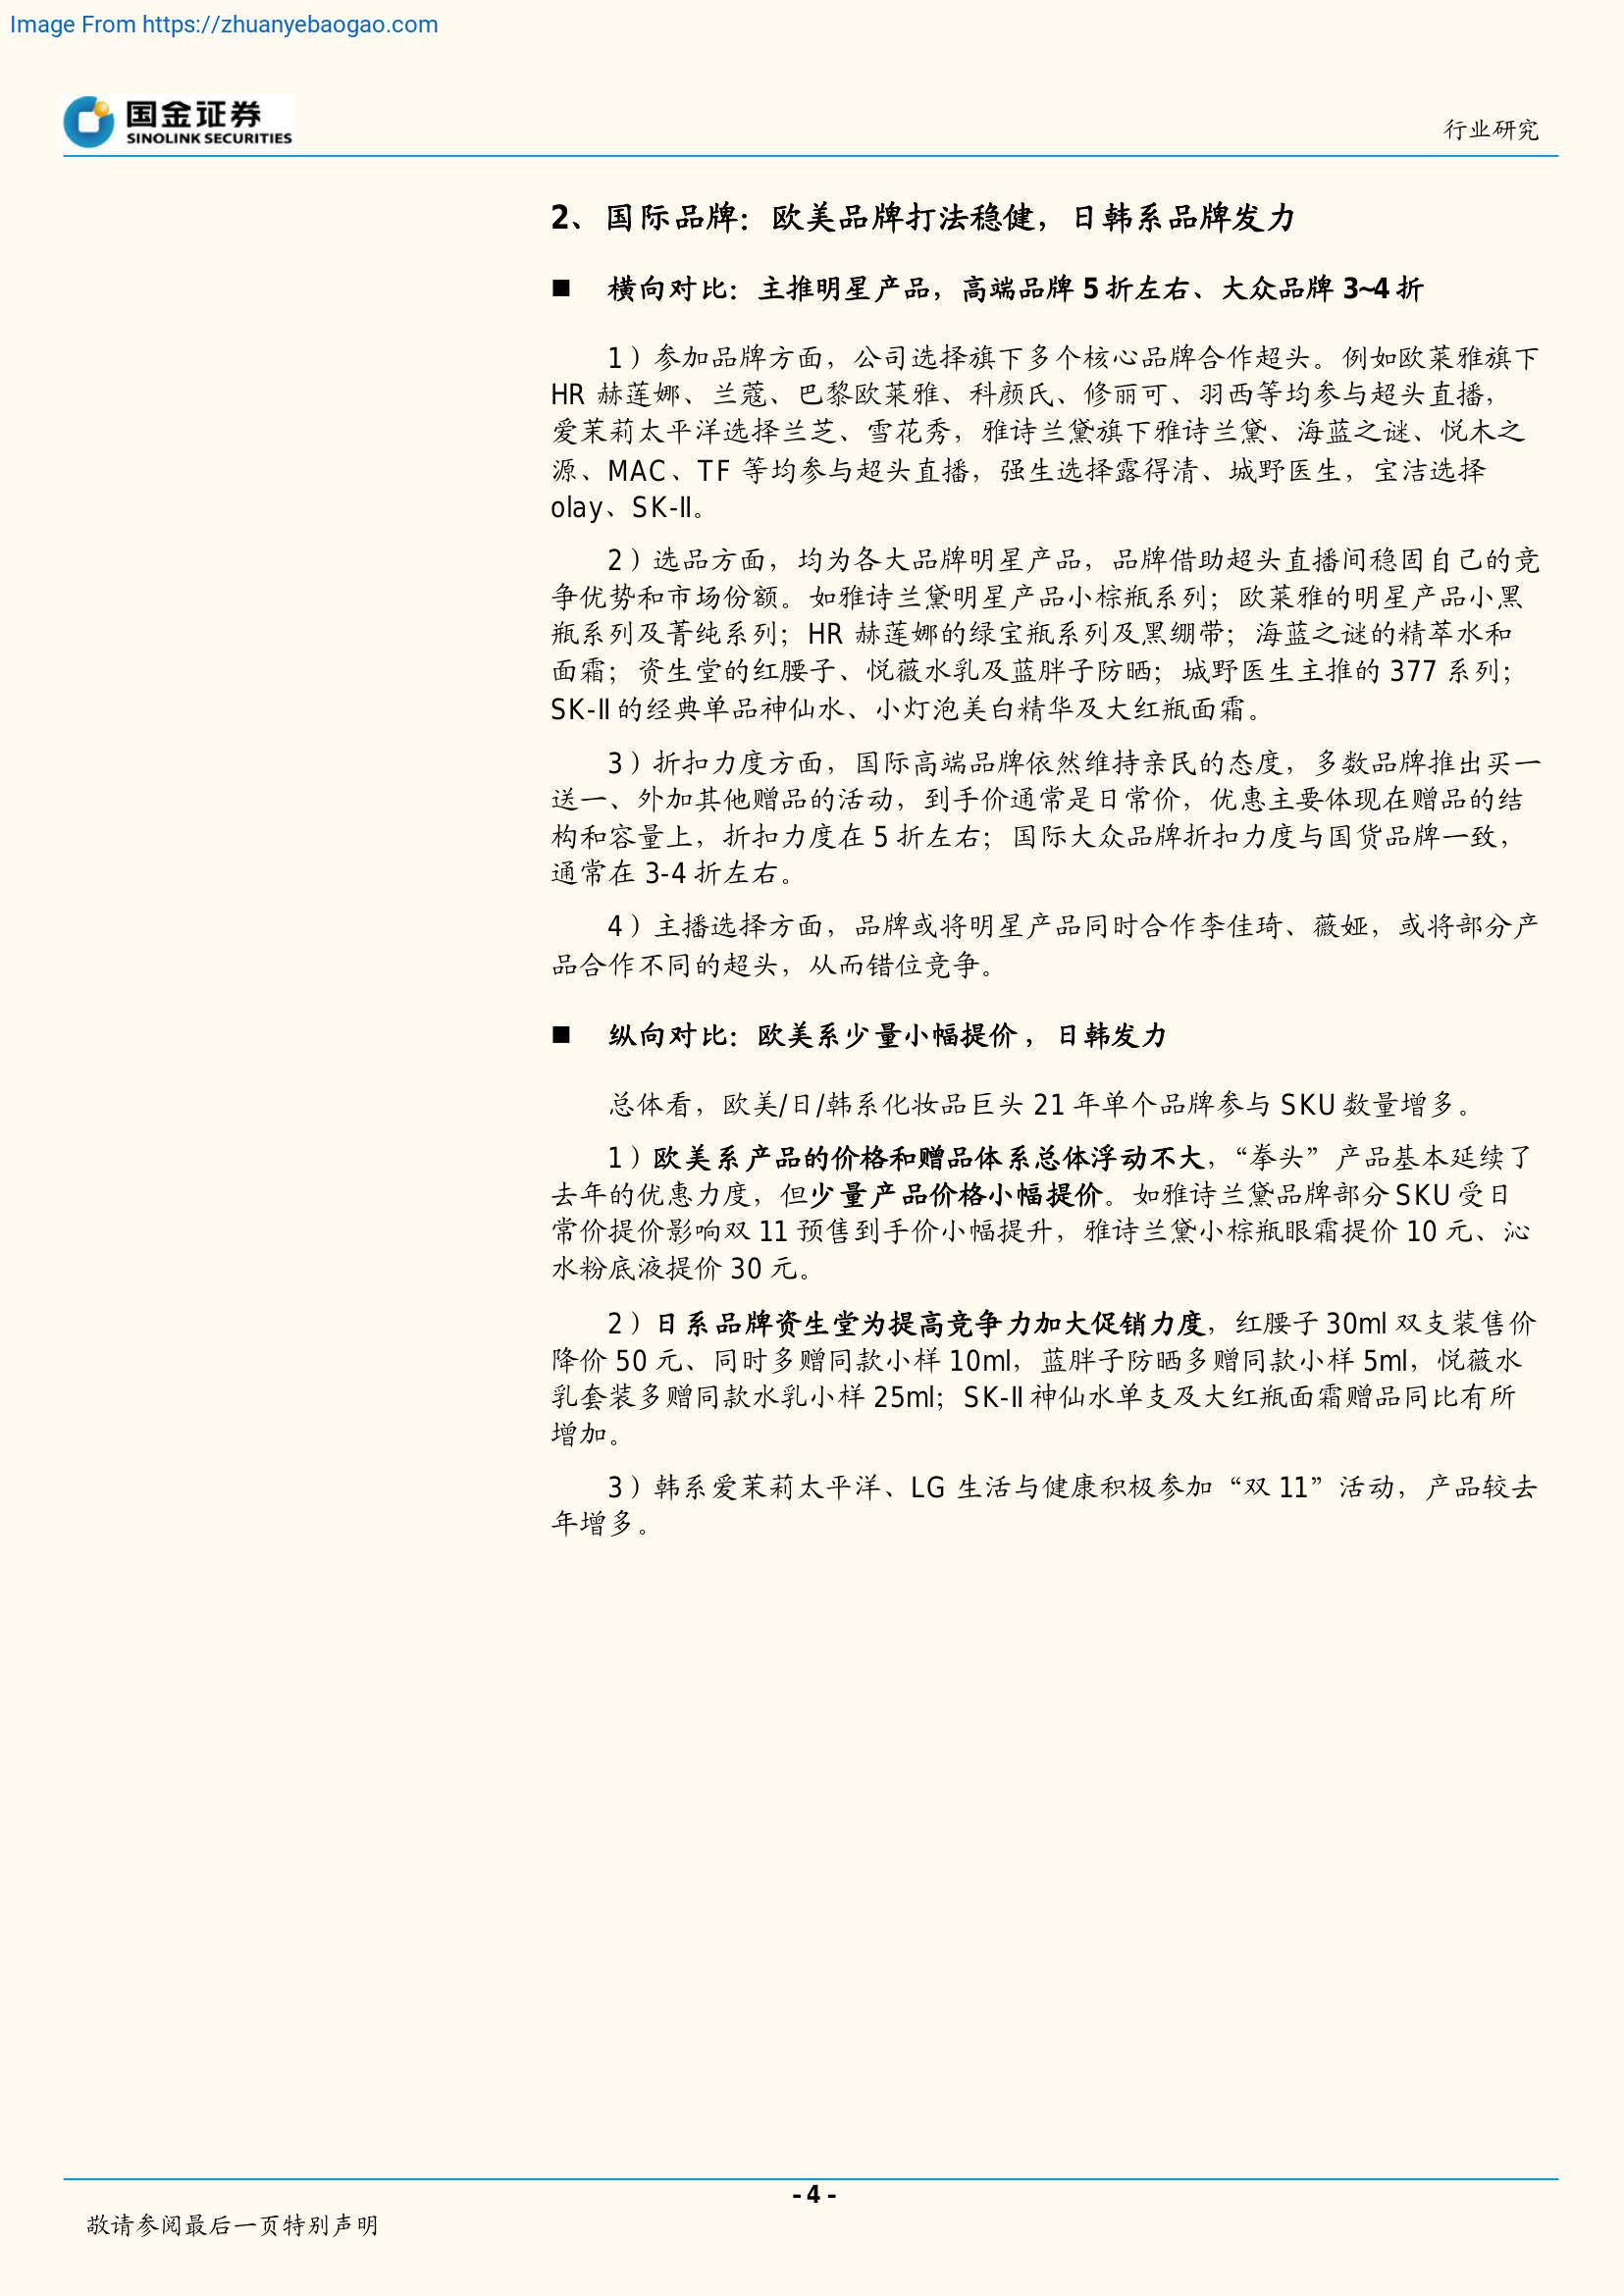 Image From https://zhuanyebaogao.com
国金证券
SINOLINK SECURITIES
行业研究
2、国际品牌：欧美品牌打法稳健，日韩系品牌发力
■ 横向对比：主推明星产品，高端品牌 5 折左右、大众品牌 3~4 折
1）参加品牌方面，公司选择旗下多个核心品牌合作超头。例如欧莱雅旗下
HR 赫莲娜、兰蔻、巴黎欧莱雅、科颜氏、修丽可、羽西等均参与超头直播，
爱茉莉太平洋选择兰芝、雪花秀，雅诗兰黛旗下雅诗兰黛、海蓝之谜、悦木之
源、MAC、TF 等均参与超头直播，强生选择露得清、城野医生，宝洁选择
olay、SK-II。
2）选品方面，均为各大品牌明星产品，品牌借助超头直播间稳固自己的竞
争优势和市场份额。如雅诗兰黛明星产品小棕瓶系列；欧莱雅的明星产品小黑
瓶系列及菁纯系列；HR 赫莲娜的绿宝瓶系列及黑绷带；海蓝之谜的精萃水和
面霜；资生堂的红腰子、悦薇水乳及蓝胖子防晒；城野医生主推的 377 系列；
SK-II 的经典单品神仙水、小灯泡美白精华及大红瓶面霜。
3）折扣力度方面，国际高端品牌依然维持亲民的态度，多数品牌推出买一
送一、外加其他赠品的活动，到手价通常是日常价，优惠主要体现在赠品的结
构和容量上，折扣力度在 5 折左右；国际大众品牌折扣力度与国货品牌一致，
通常在 3-4 折左右。
4）主播选择方面，品牌或将明星产品同时合作李佳琦、薇娅，或将部分产
品合作不同的超头，从而错位竞争。
■ 纵向对比：欧美系少量小幅提价，日韩发力
总体看，欧美/日/韩系化妆品巨头 21 年单个品牌参与 SKU 数量增多。
1）欧美系产品的价格和赠品体系总体浮动不大，“拳头”产品基本延续了
去年的优惠力度，但少量产品价格小幅提价。如雅诗兰黛品牌部分 SKU 受日
常价提价影响双 11 预售到手价小幅提升，雅诗兰黛小棕瓶眼霜提价 10 元、沁
水粉底液提价 30 元。
2）日系品牌资生堂为提高竞争力加大促销力度，红腰子 30ml 双支装售价
降价 50 元、同时多赠同款小样 10ml，蓝胖子防晒多赠同款小样 5ml，悦薇水
乳套装多赠同款水乳小样 25ml；SK-II 神仙水单支及大红瓶面霜赠品同比有所
增加。
3）韩系爱茉莉太平洋、LG 生活与健康积极参加“双 11”活动，产品较去
年增多。
- 4 -
敬请参阅最后一页特别声明